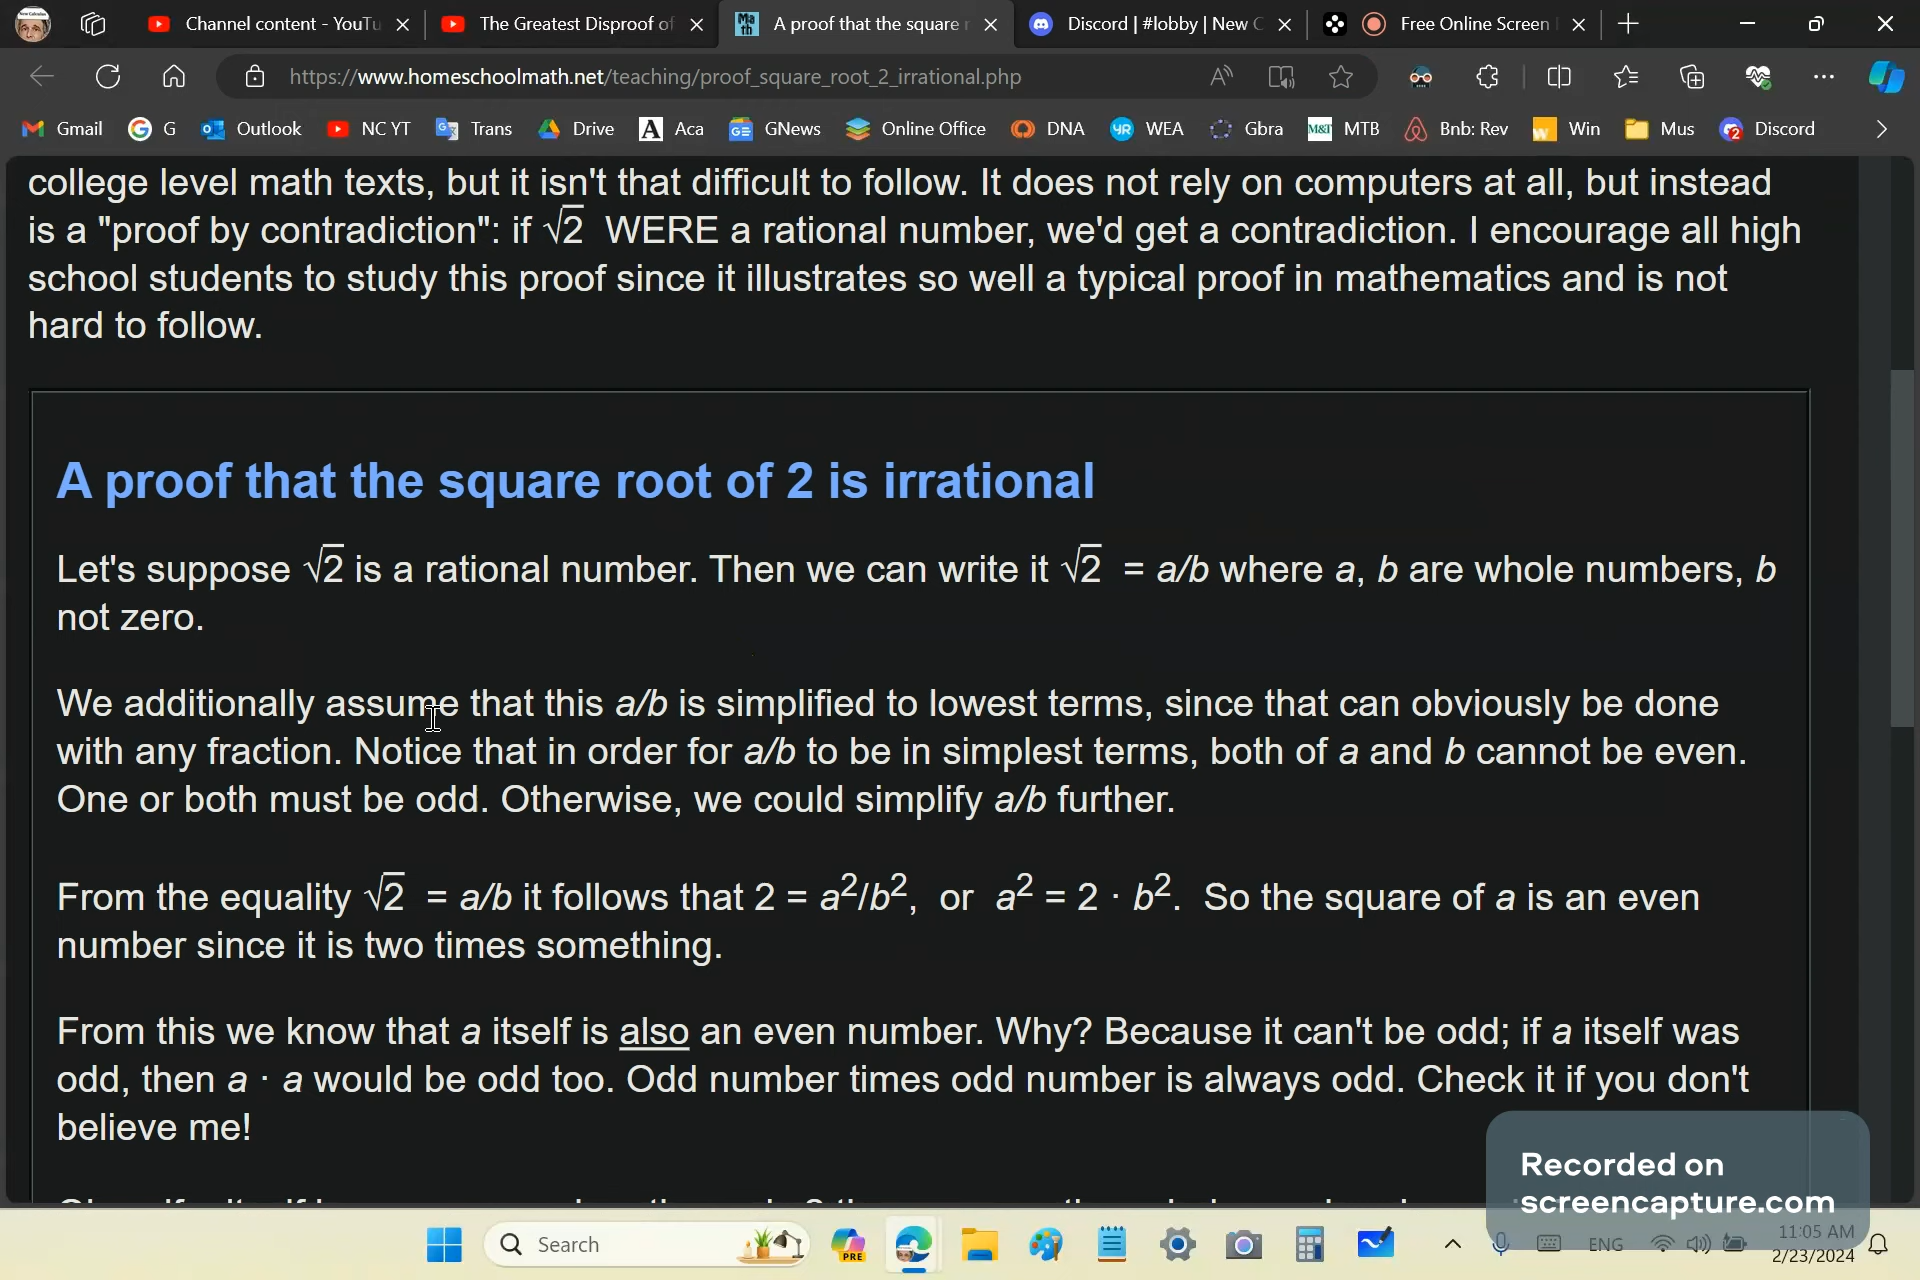 Channel content - YouTu
The Greatest Disproof of
A proof that the square r
Discord | #lobby | New C
Free Online Screen
https://www.homeschoolmath.net/teaching/proof_square_root_2_irrational.php
Gmail
G
Outlook
NC YT
Trans
Drive
Aca
GNews
Online Office
DNA
WEA
Gbra
MTB
Bnb: Rev
Win
Mus
Discord
college level math texts, but it isn't that difficult to follow. It does not rely on computers at all, but instead
is a "proof by contradiction": if √2 WERE a rational number, we'd get a contradiction. I encourage all high
school students to study this proof since it illustrates so well a typical proof in mathematics and is not
hard to follow.
A proof that the square root of 2 is irrational
Let's suppose √2 is a rational number. Then we can write it √2 = a/b where a, b are whole numbers, b
not zero.
We additionally assume that this a/b is simplified to lowest terms, since that can obviously be done
with any fraction. Notice that in order for a/b to be in simplest terms, both of a and b cannot be even.
One or both must be odd. Otherwise, we could simplify a/b further.
From the equality √2 = a/b it follows that 2 = a²/b², or a² = 2 · b². So the square of a is an even
number since it is two times something.
From this we know that a itself is also an even number. Why? Because it can't be odd; if a itself was
odd, then a · a would be odd too. Odd number times odd number is always odd. Check it if you don't
believe me!
Recorded on
screencapture.com
Search
PRE
ENG
11:05 AM
2/23/2024